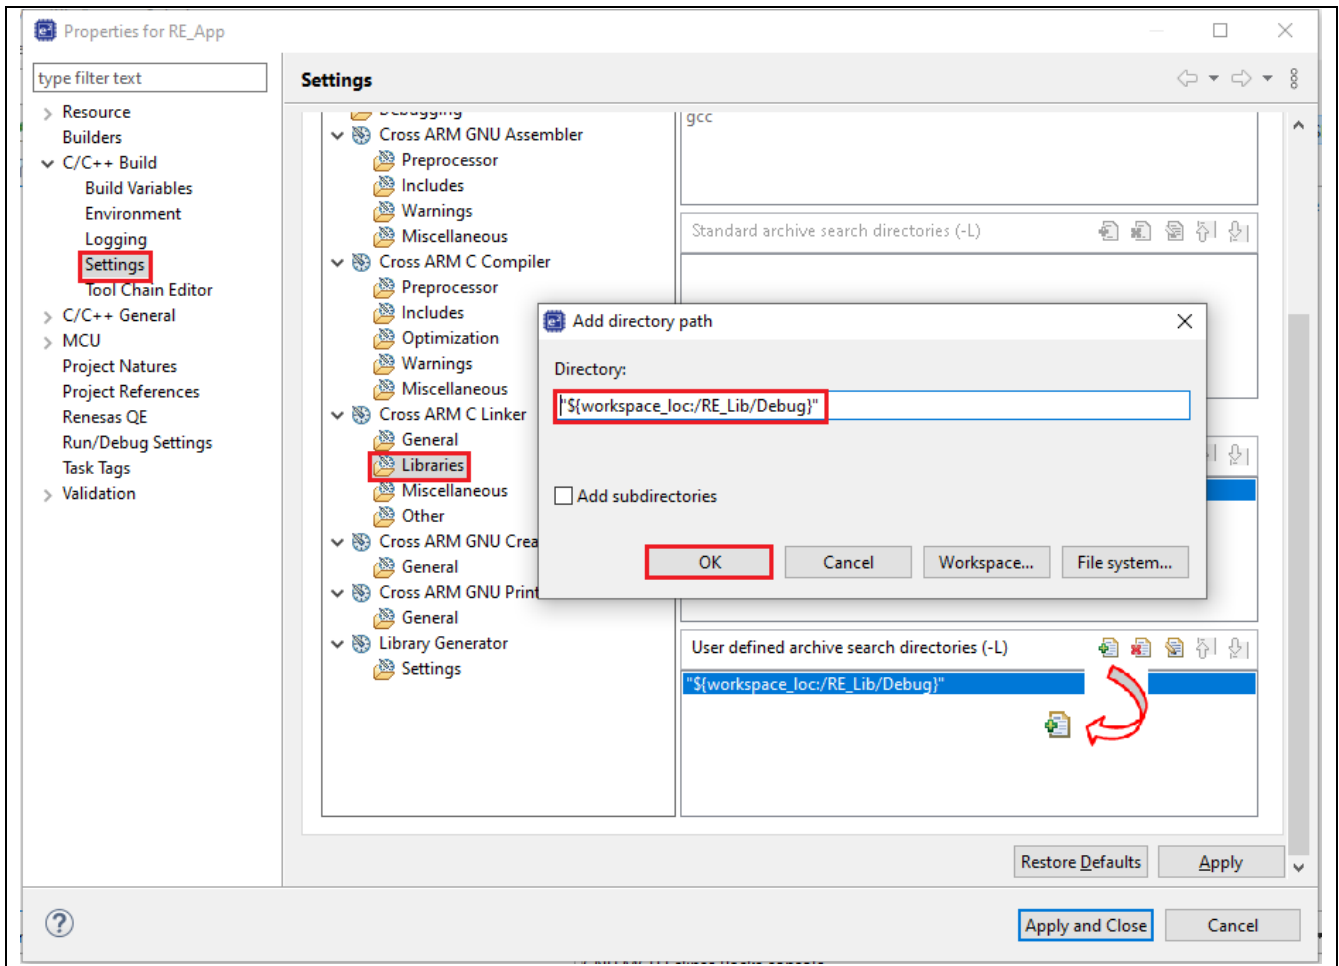 Properties for RE_App
type filter text
Resource
Builders
C/C++ Build
Build Variables
Environment
Logging
Settings
Tool Chain Editor
C/C++ General
MCU
Project Natures
Project References
Renesas QE
Run/Debug Settings
Task Tags
Validation
Settings
Debugging
Cross ARM GNU Assembler
Preprocessor
Includes
Warnings
Miscellaneous
Cross ARM C Compiler
Preprocessor
Includes
Optimization
Warnings
Miscellaneous
Cross ARM C Linker
General
Libraries
Miscellaneous
Other
Cross ARM GNU Crea
General
Cross ARM GNU Print
General
Library Generator
Settings
gcc
Standard archive search directories (-L)
Add directory path
Directory:
"${workspace_loc:/RE_Lib/Debug}"
Add subdirectories
OK
Cancel
Workspace...
File system...
User defined archive search directories (-L)
"${workspace_loc:/RE_Lib/Debug}"
Restore Defaults
Apply
Apply and Close
Cancel